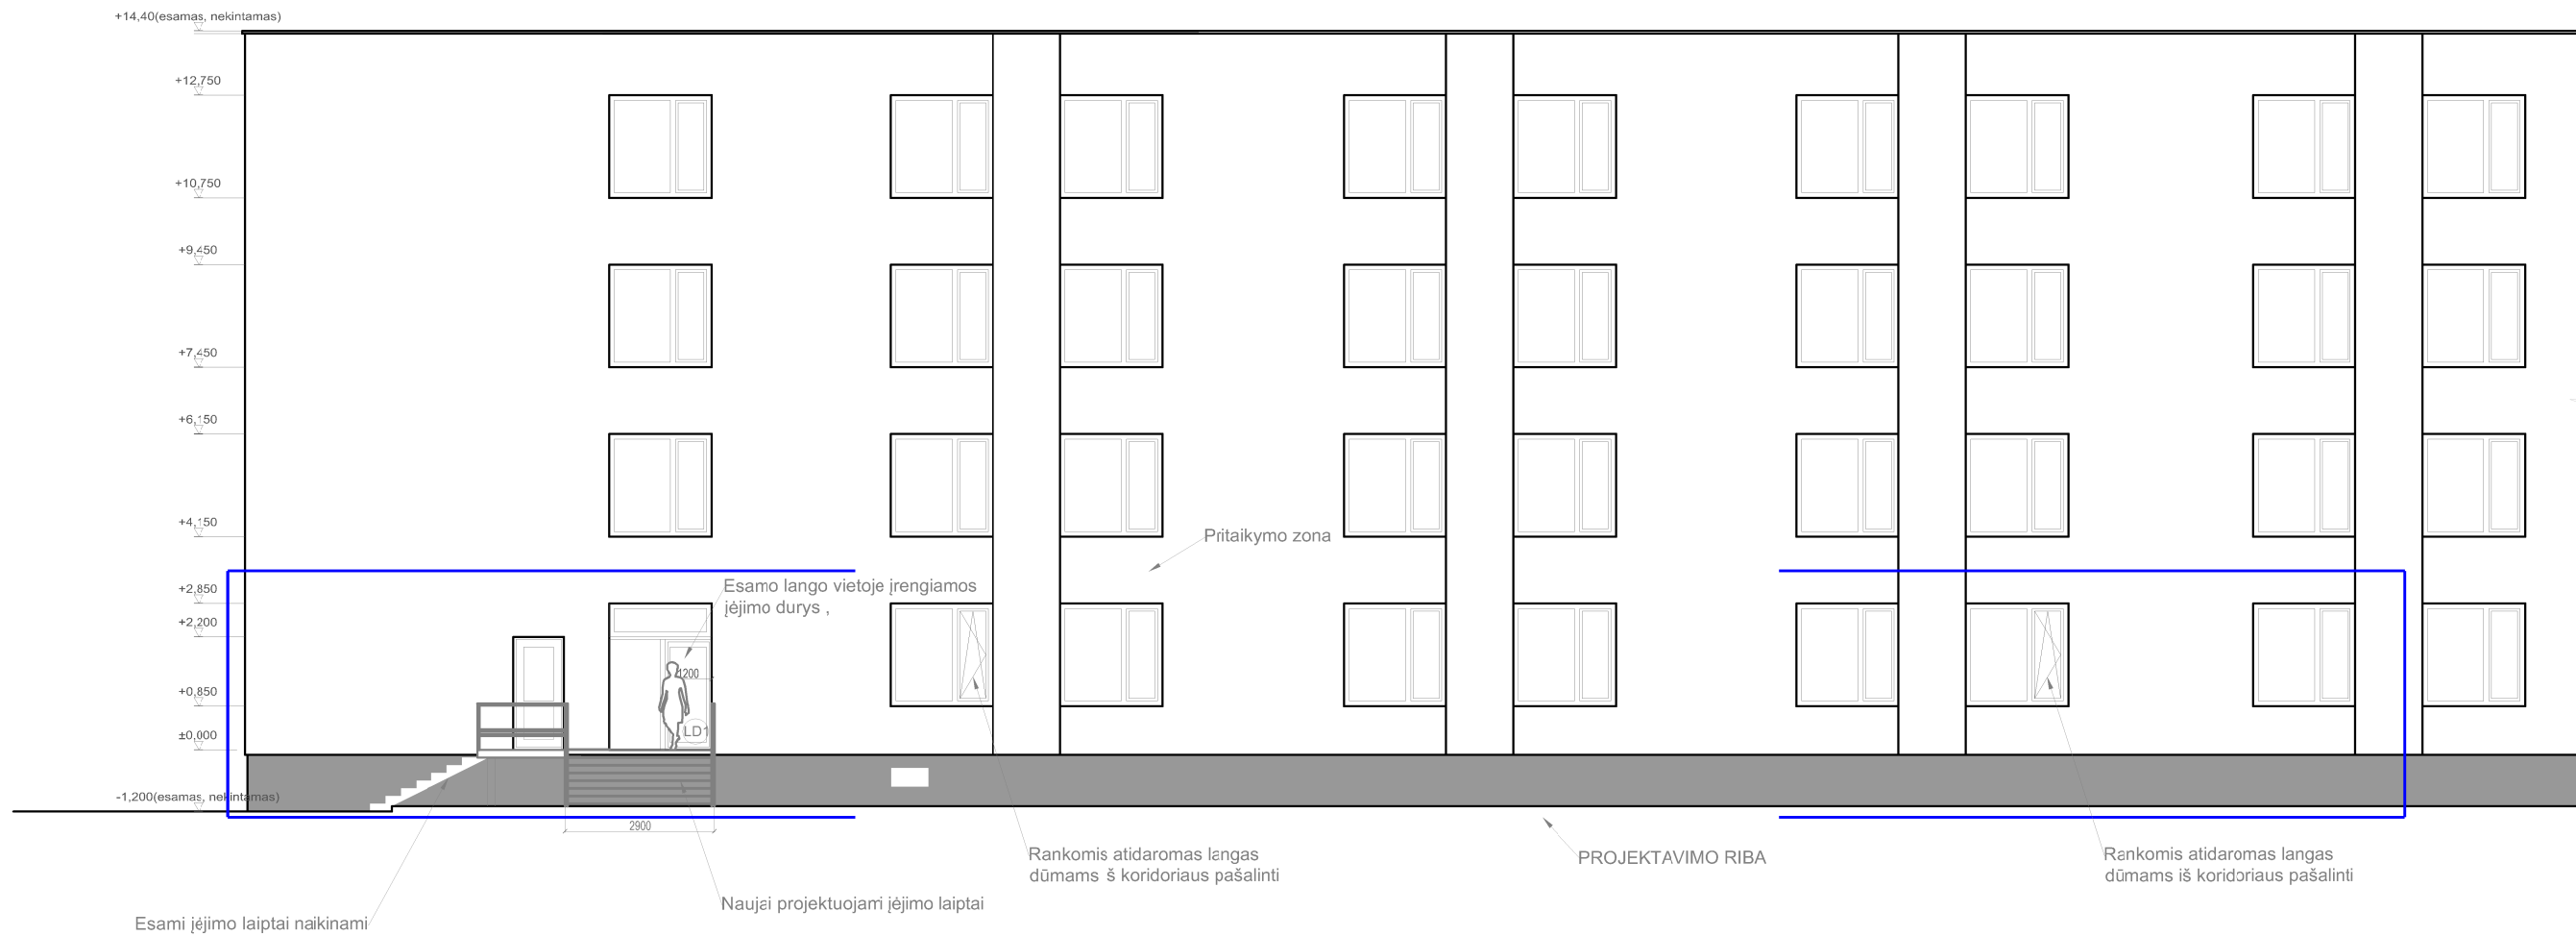 +14,40(esamas, nekintamas)
+12,750
+10,750
+9,450
+7,450
+6,150
+4,150
Pritaikymo zona
+2,850
Esamo lango vietoje įrengiamos
įėjimo durys ,
+2,200
1200
+0,850
LD1
±0,000
-1,200(esamas, nekintamas)
2900
Rankomis atidaromas langas
dūmams iš koridoriaus pašalinti
PROJEKTAVIMO RIBA
Rankomis atidaromas langas
dūmams iš koridoriaus pašalinti
Naujai projektuojami įėjimo laiptai
Esami įėjimo laiptai naikinami